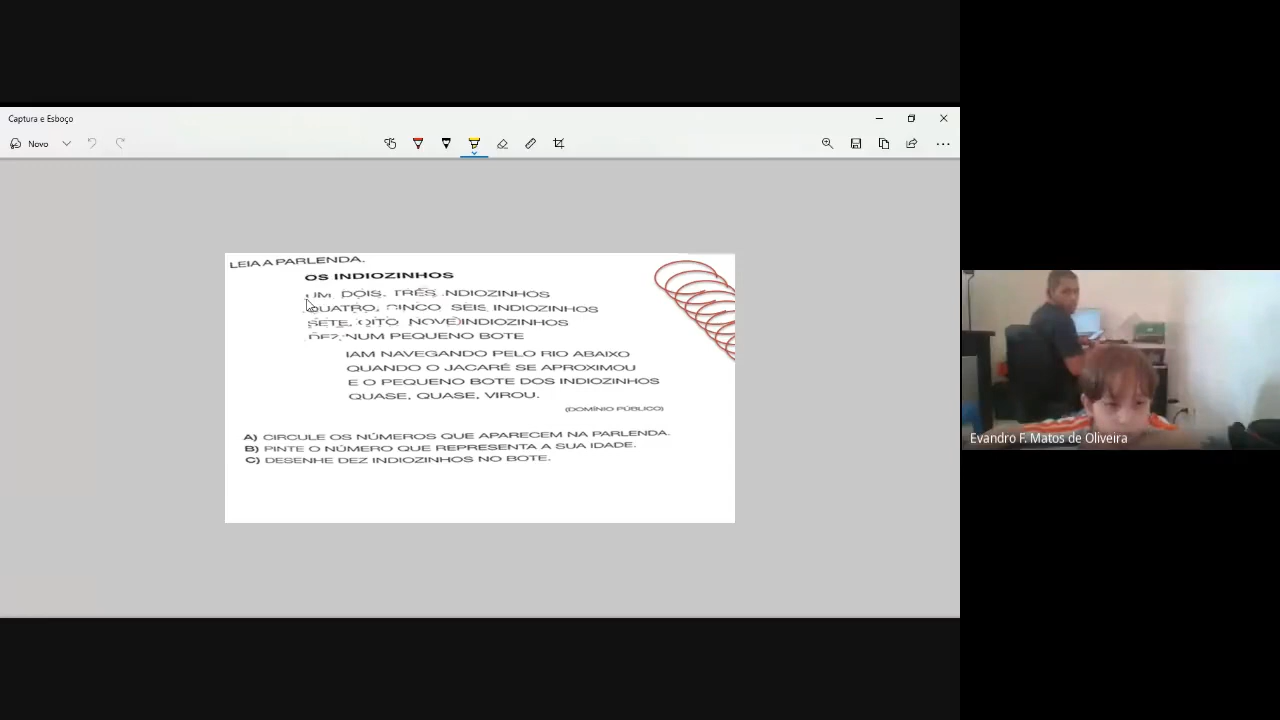 Captura e Esboço
Novo
LEIA A PARLENDA.
OS INDIOZINHOS
UM, DOIS, TRÊS INDIOZINHOS
QUATRO, CINCO, SEIS INDIOZINHOS
SETE, OITO, NOVE INDIOZINHOS
DEZ NUM PEQUENO BOTE
IAM NAVEGANDO PELO RIO ABAIXO
QUANDO O JACARÉ SE APROXIMOU
E O PEQUENO BOTE DOS INDIOZINHOS
QUASE, QUASE, VIROU.
(DOMÍNIO PÚBLICO)
A) CIRCULE OS NÚMEROS QUE APARECEM NA PARLENDA.
B) PINTE O NÚMERO QUE REPRESENTA A SUA IDADE.
C) DESENHE DEZ INDIOZINHOS NO BOTE.
Evandro F. Matos de Oliveira